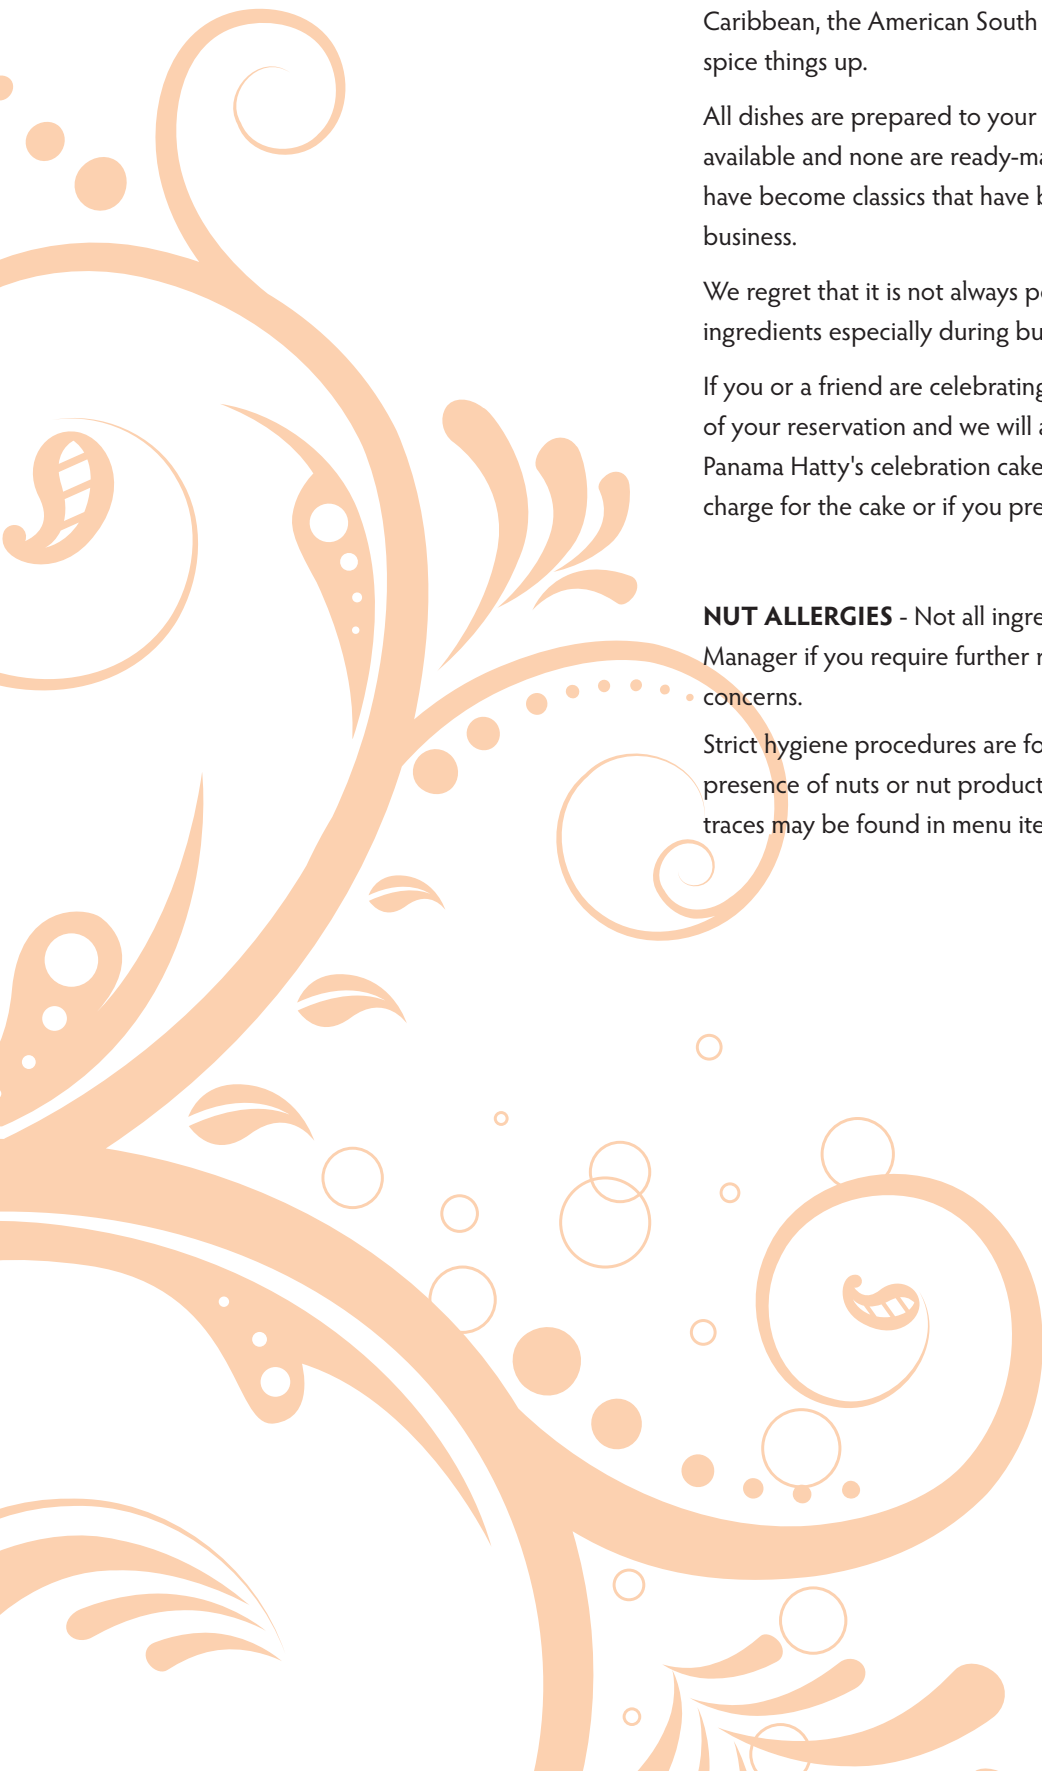 Caribbean, the American South
spice things up.
All dishes are prepared to your
available and none are ready-ma
have become classics that have b
business.
We regret that it is not always p
ingredients especially during bu
If you or a friend are celebrating
of your reservation and we will a
Panama Hatty's celebration cake
charge for the cake or if you pre
NUT ALLERGIES - Not all ingre
Manager if you require further r
concerns.
Strict hygiene procedures are fo
presence of nuts or nut product
traces may be found in menu ite